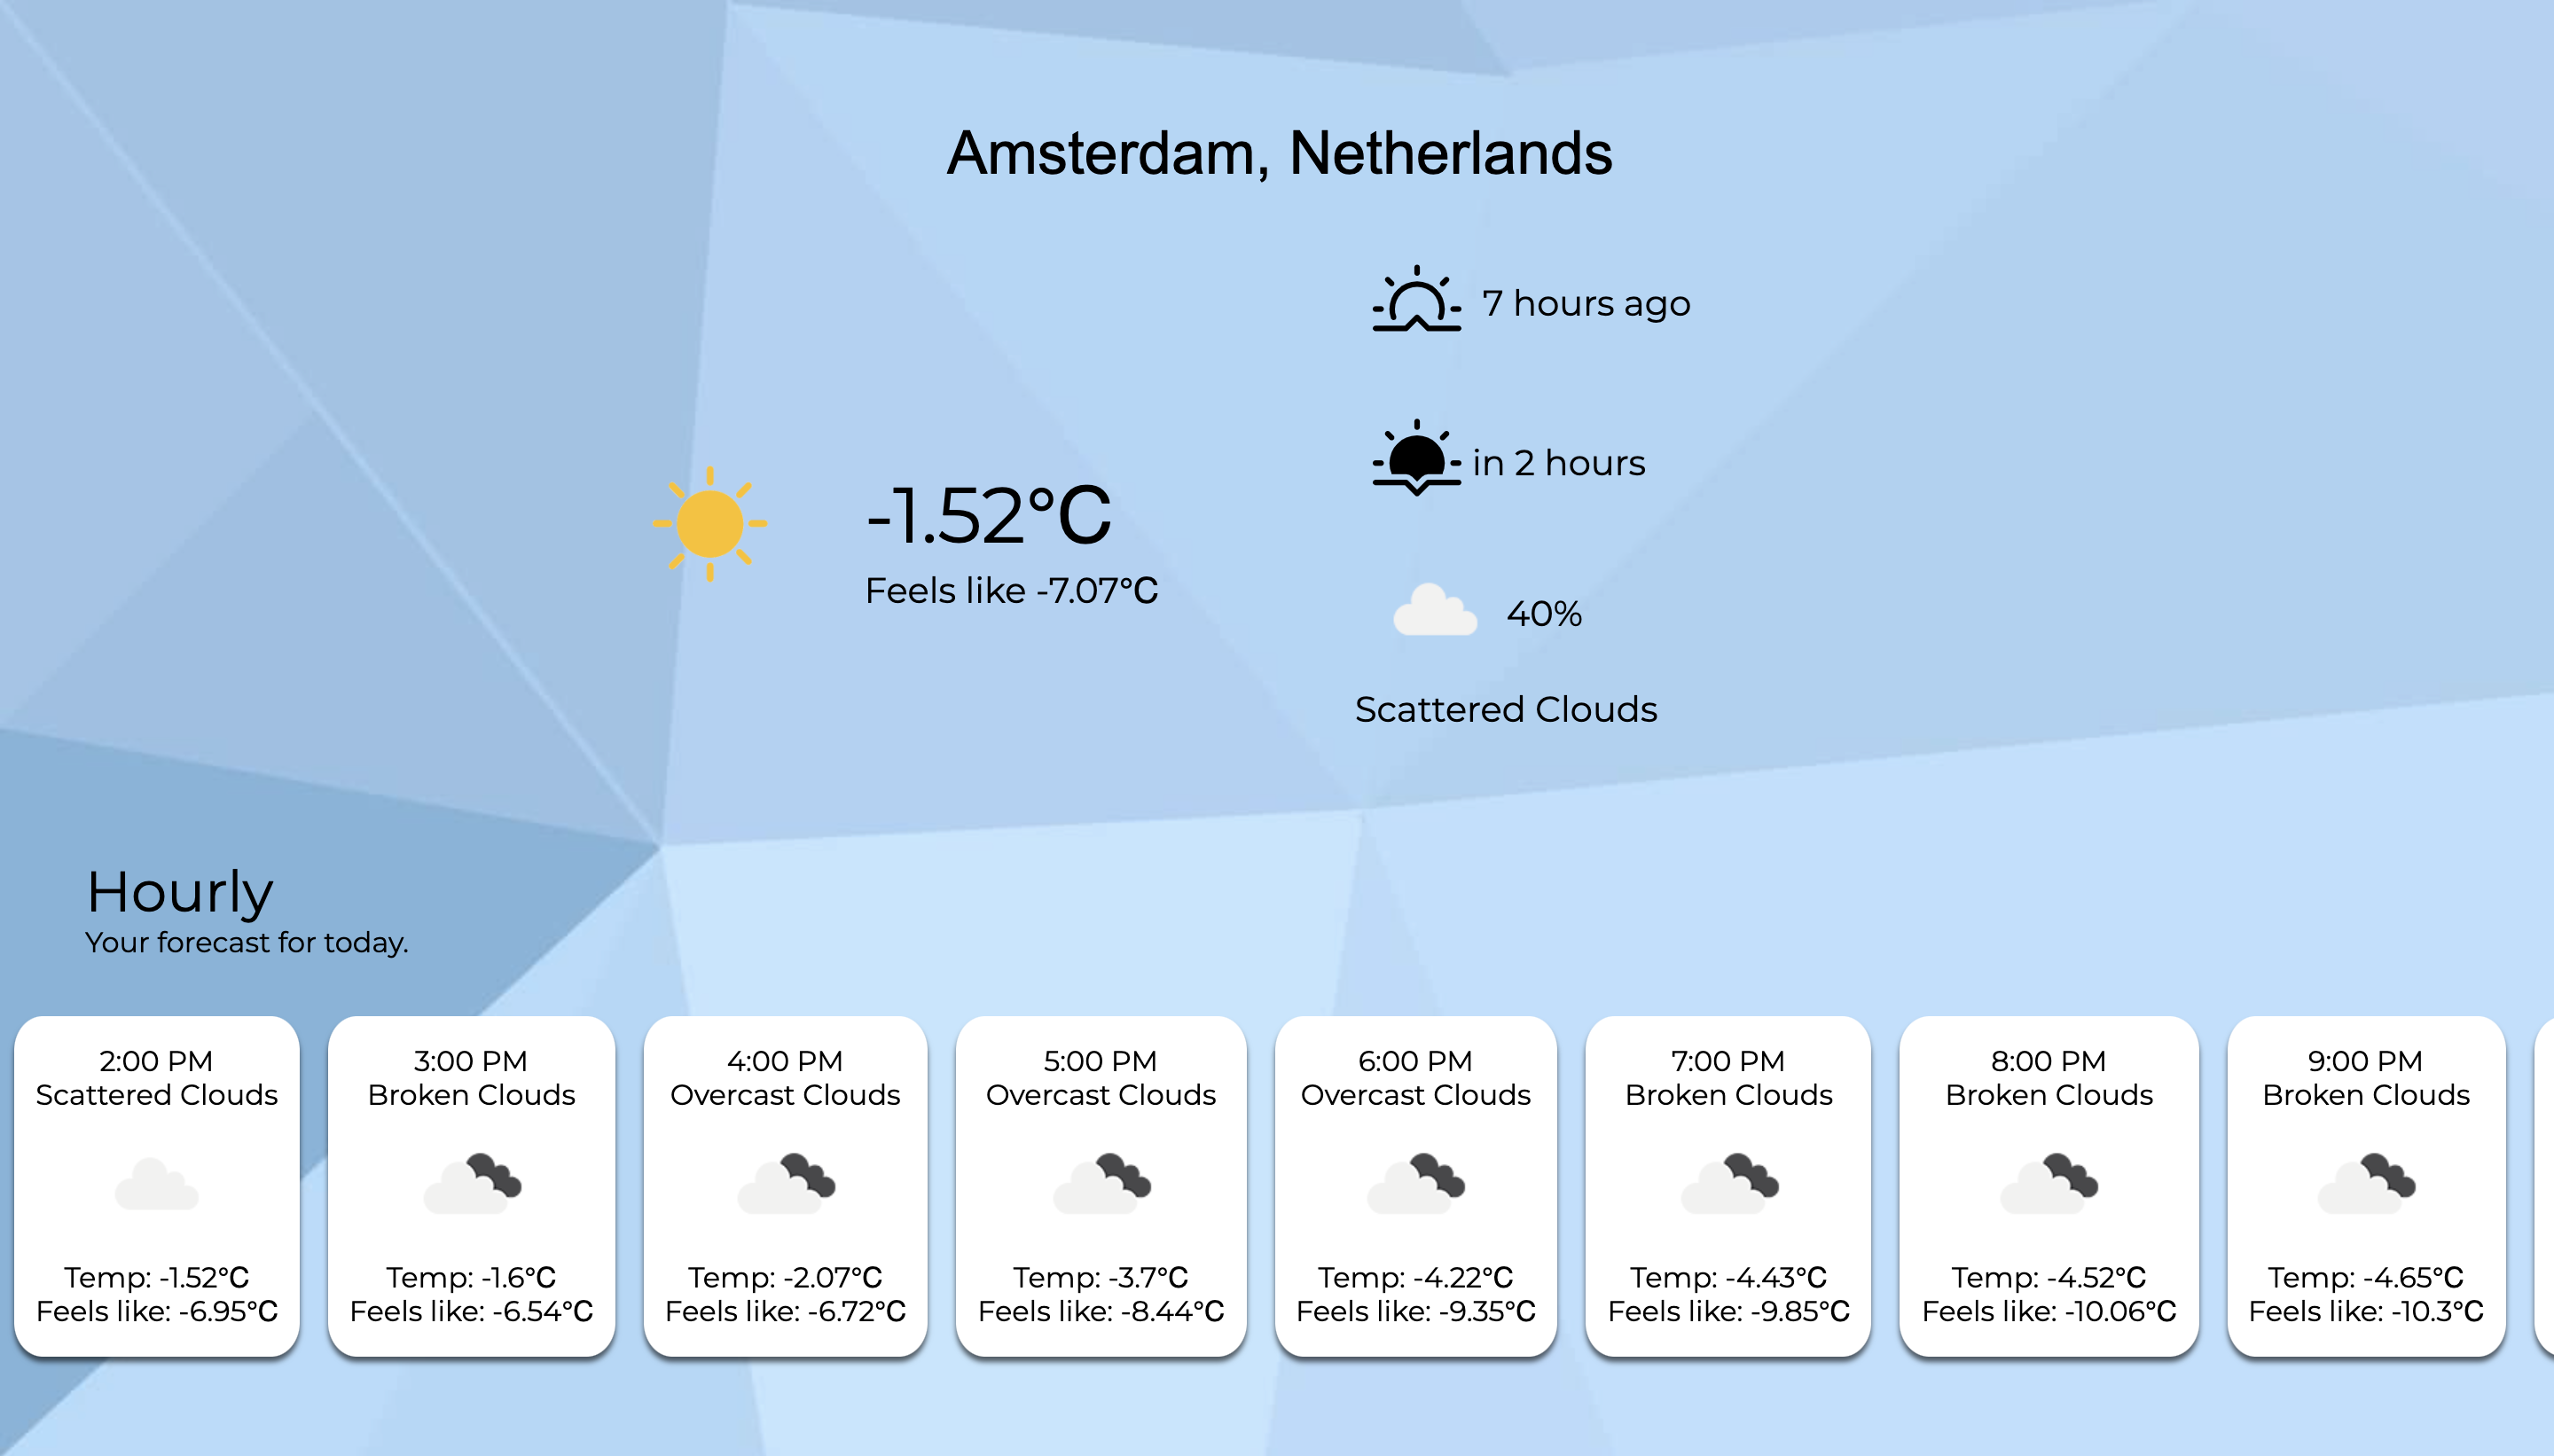 Amsterdam, Netherlands
7 hours ago
in 2 hours
-1.52°C
Feels like -7.07°C
40%
Scattered Clouds
Hourly
Your forecast for today.
2:00 PM
Scattered Clouds
Temp: -1.52°C
Feels like: -6.95°C
3:00 PM
Broken Clouds
Temp: -1.6°C
Feels like: -6.54°C
4:00 PM
Overcast Clouds
Temp: -2.07°C
Feels like: -6.72°C
5:00 PM
Overcast Clouds
Temp: -3.7°C
Feels like: -8.44°C
6:00 PM
Overcast Clouds
Temp: -4.22°C
Feels like: -9.35°C
7:00 PM
Broken Clouds
Temp: -4.43°C
Feels like: -9.85°C
8:00 PM
Broken Clouds
Temp: -4.52°C
Feels like: -10.06°C
9:00 PM
Broken Clouds
Temp: -4.65°C
Feels like: -10.3°C